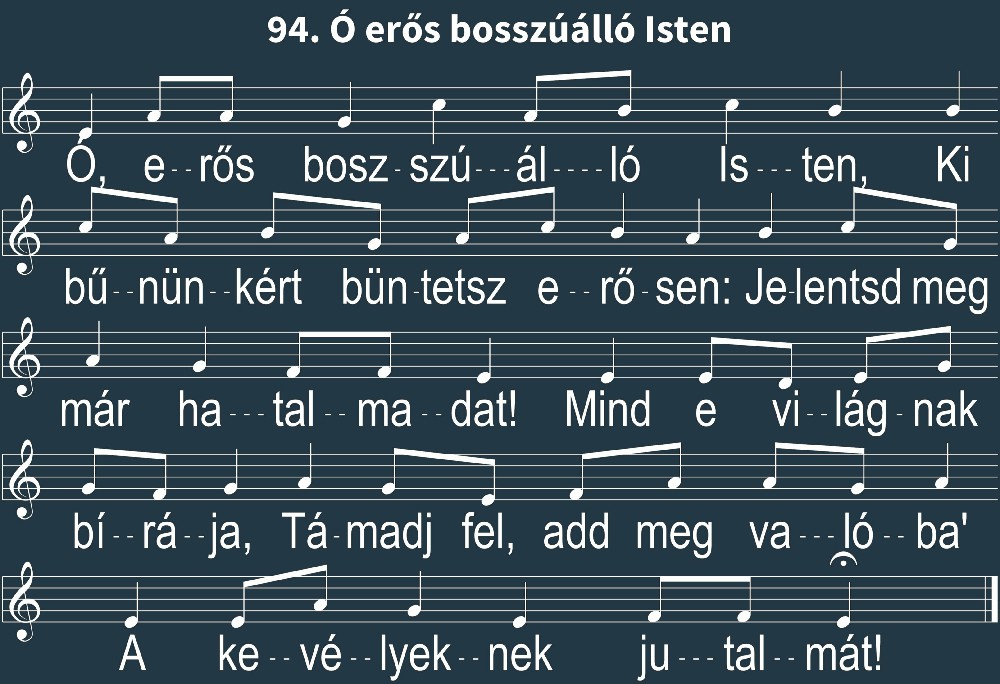 94. Ó erős bosszúálló Isten
Ó, e--rős bosz-szú---ál----ló Is---ten, Ki
bű--nün--kért bün-tetsz e--rő-sen: Je-lentsd meg
már ha---tal--ma--dat! Mind e vi--lág-nak
bí--rá--ja, Tá-madj fel, add meg va---ló--ba'
A ke--vé--lyek--nek ju---tal--mát!